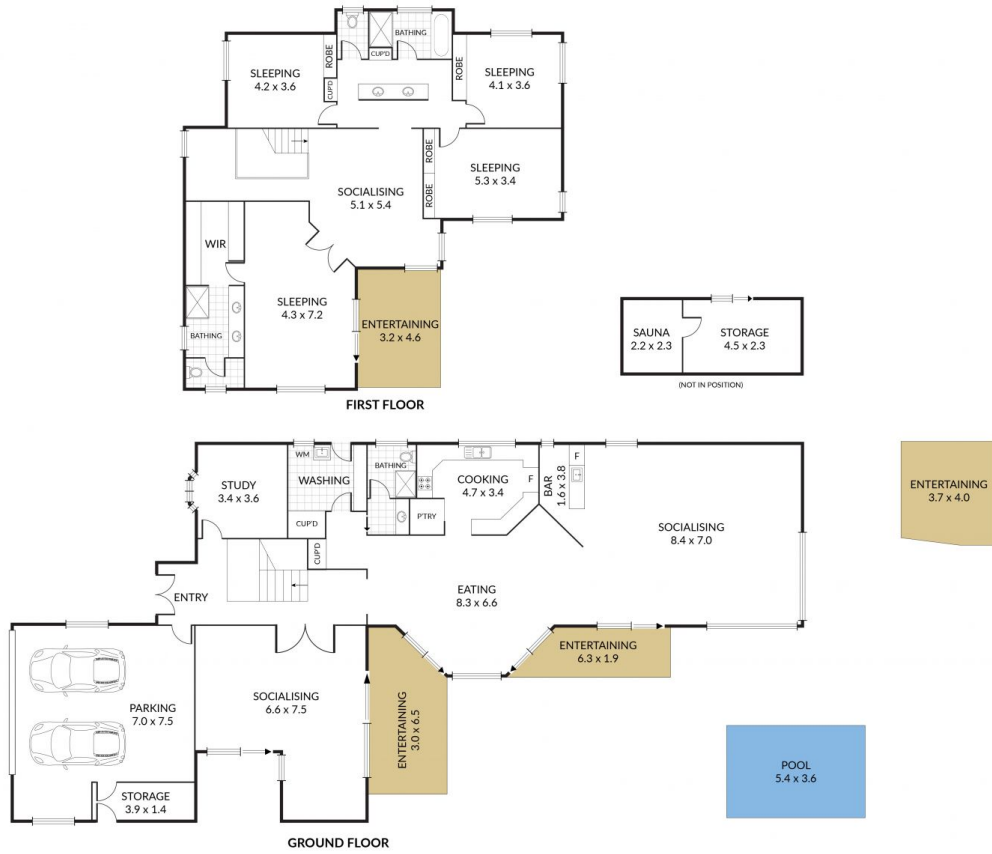 BATHING
CUP'D
ROBE
CUP'D
SLEEPING
4.2 x 3.6
ROBE
SLEEPING
4.1 x 3.6
ROBE
ROBE
SLEEPING
5.3 x 3.4
SOCIALISING
5.1 x 5.4
WIR
SLEEPING
4.3 x 7.2
BATHING
ENTERTAINING
3.2 x 4.6
FIRST FLOOR
SAUNA
2.2 x 2.3
STORAGE
4.5 x 2.3
(NOT IN POSITION)
STUDY
3.4 x 3.6
WM
WASHING
CUP'D
CUP'D
BATHING
P'TRY
COOKING
4.7 x 3.4
F
BAR
1.6 x 3.8
F
SOCIALISING
8.4 x 7.0
ENTERTAINING
3.7 x 4.0
ENTRY
EATING
8.3 x 6.6
ENTERTAINING
6.3 x 1.9
PARKING
7.0 x 7.5
SOCIALISING
6.6 x 7.5
ENTERTAINING
3.0 x 6.5
STORAGE
3.9 x 1.4
POOL
5.4 x 3.6
GROUND FLOOR